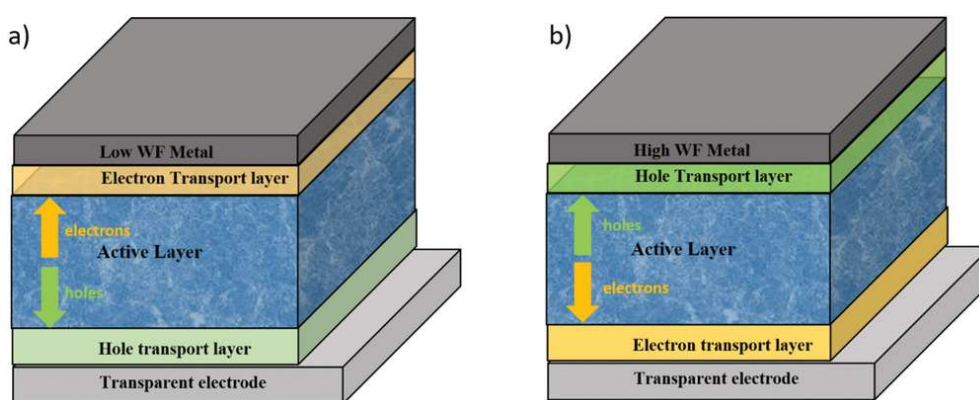 a)
Low WF Metal
Electron Transport layer
electrons
Active Layer
holes
Hole transport layer
Transparent electrode
b)
High WF Metal
Hole Transport layer
holes
Active Layer
electrons
Electron transport layer
Transparent electrode